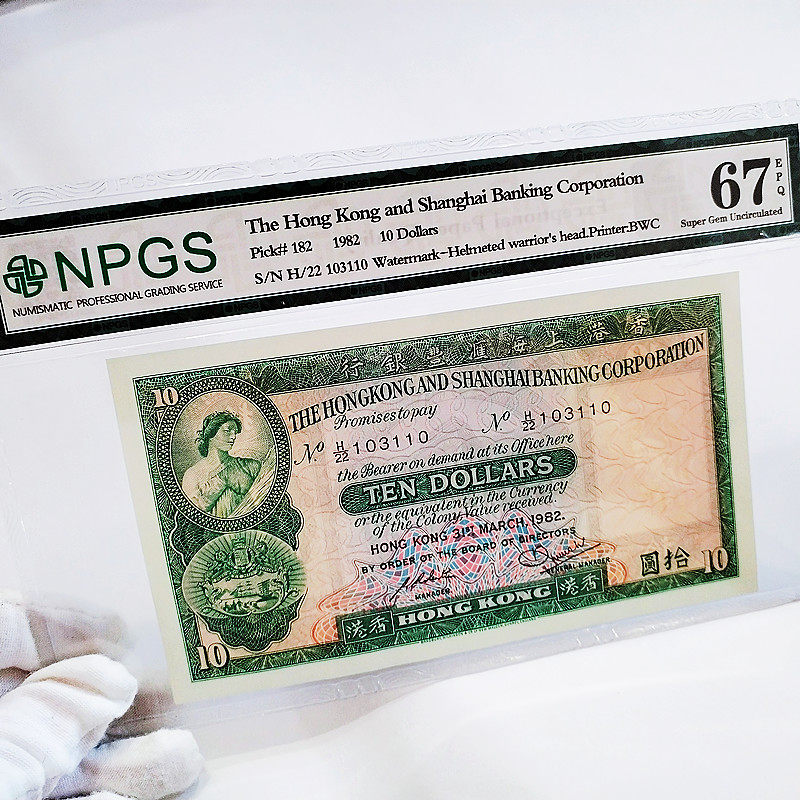 NPGS
NUMISMATIC PROFESSIONAL GRADING SERVICE
The Hong Kong and Shanghai Banking Corporation
Pick# 182 1982 10 Dollars
S/N H/22 103110 Watermark-Helmeted warrior's head.Printer:BWC
67 EPQ
Super Gem Uncirculated
行銀豐匯海上港香
10
THE HONGKONG AND SHANGHAI BANKING CORPORATION
Promises to pay
Nº H/22 103110 Nº H/22 103110
the Bearer on demand at its Office here
TEN DOLLARS
or the equivalent in the Currency
of the Colony Value received.
HONG KONG 31ST MARCH, 1982.
BY ORDER OF THE BOARD OF DIRECTORS
MANAGER
GENERAL MANAGER
圓拾 10
港香 HONG KONG 港香
10